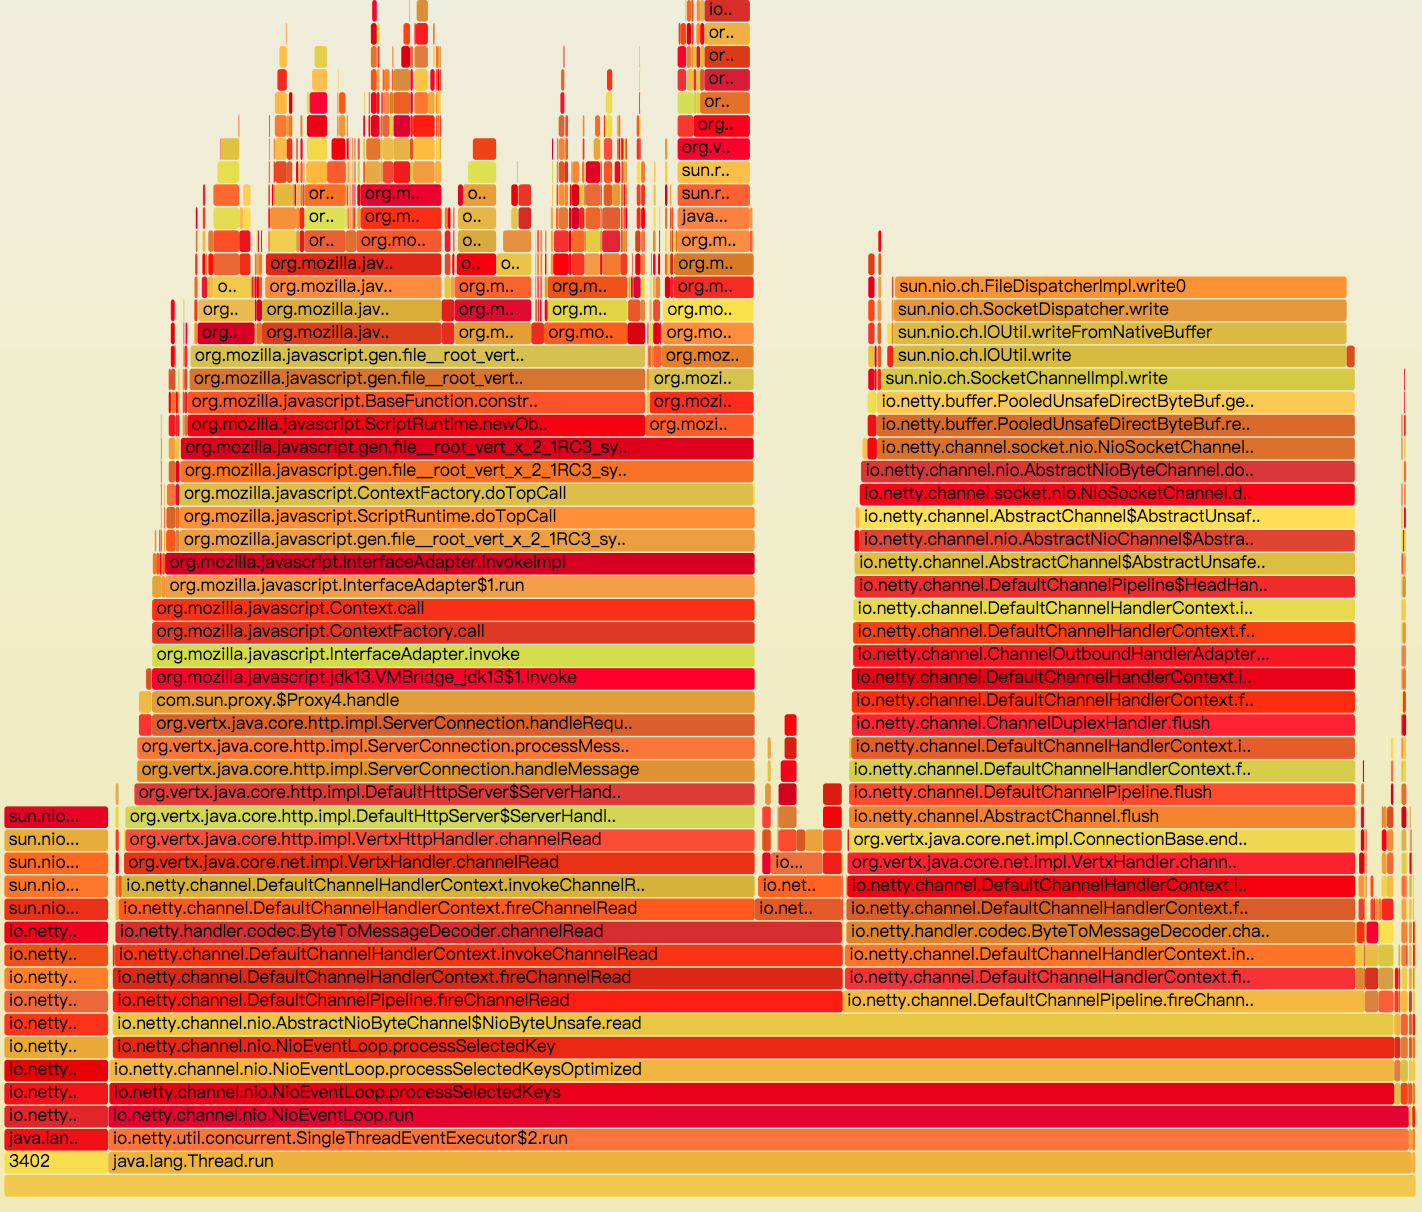 io..
or..
or..
or..
or..
org..
org.v..
sun.r..
or.. org.m.. o.. sun.r..
or.. org.m.. o.. java...
or.. org.mo.. o.. org.m..
org.mozilla.jav.. o.. o.. org.m..
o.. org.mozilla.jav.. org.m.. org.m.. org.m.. sun.nio.ch.FileDispatcherImpl.write0
org.. org.mozilla.jav.. org.m.. org.m.. org.mo.. sun.nio.ch.SocketDispatcher.write
org.. org.mozilla.jav.. org.m.. org.mo.. org.mo.. sun.nio.ch.IOUtil.writeFromNativeBuffer
org.mozilla.javascript.gen.file__root_vert.. org.moz.. sun.nio.ch.IOUtil.write
org.mozilla.javascript.gen.file__root_vert.. org.mozi.. sun.nio.ch.SocketChannelImpl.write
org.mozilla.javascript.BaseFunction.constr.. org.mozi.. io.netty.buffer.PooledUnsafeDirectByteBuf.ge..
org.mozilla.javascript.ScriptRuntime.newOb.. org.mozi.. io.netty.buffer.PooledUnsafeDirectByteBuf.re..
org.mozilla.javascript.gen.file__root_vert_x_2_1RC3_sy.. io.netty.channel.socket.nio.NioSocketChannel..
org.mozilla.javascript.gen.file__root_vert_x_2_1RC3_sy.. io.netty.channel.nio.AbstractNioByteChannel.do..
org.mozilla.javascript.ContextFactory.doTopCall io.netty.channel.socket.nio.NioSocketChannel.d..
org.mozilla.javascript.ScriptRuntime.doTopCall io.netty.channel.AbstractChannel$AbstractUnsaf..
org.mozilla.javascript.gen.file__root_vert_x_2_1RC3_sy.. io.netty.channel.nio.AbstractNioChannel$Abstra..
org.mozilla.javascript.InterfaceAdapter.invokeImpl io.netty.channel.AbstractChannel$AbstractUnsafe..
org.mozilla.javascript.InterfaceAdapter$1.run io.netty.channel.DefaultChannelPipeline$HeadHan..
org.mozilla.javascript.Context.call io.netty.channel.DefaultChannelHandlerContext.i..
org.mozilla.javascript.ContextFactory.call io.netty.channel.DefaultChannelHandlerContext.f..
org.mozilla.javascript.InterfaceAdapter.invoke io.netty.channel.ChannelOutboundHandlerAdapter...
org.mozilla.javascript.jdk13.VMBridge_jdk13$1.invoke io.netty.channel.DefaultChannelHandlerContext.i..
com.sun.proxy.$Proxy4.handle io.netty.channel.DefaultChannelHandlerContext.f..
org.vertx.java.core.http.impl.ServerConnection.handleRequ.. io.netty.channel.ChannelDuplexHandler.flush
org.vertx.java.core.http.impl.ServerConnection.processMess.. io.netty.channel.DefaultChannelHandlerContext.i..
org.vertx.java.core.http.impl.ServerConnection.handleMessage io.netty.channel.DefaultChannelHandlerContext.f..
org.vertx.java.core.http.impl.DefaultHttpServer$ServerHand.. io.netty.channel.DefaultChannelPipeline.flush
sun.nio... org.vertx.java.core.http.impl.DefaultHttpServer$ServerHandl.. io.netty.channel.AbstractChannel.flush
sun.nio... org.vertx.java.core.http.impl.VertxHttpHandler.channelRead org.vertx.java.core.net.impl.ConnectionBase.end..
sun.nio... org.vertx.java.core.net.impl.VertxHandler.channelRead io... org.vertx.java.core.net.impl.VertxHandler.chann..
sun.nio... io.netty.channel.DefaultChannelHandlerContext.invokeChannelR.. io.net.. io.netty.channel.DefaultChannelHandlerContext.i..
sun.nio... io.netty.channel.DefaultChannelHandlerContext.fireChannelRead io.net.. io.netty.channel.DefaultChannelHandlerContext.f..
io.netty.. io.netty.handler.codec.ByteToMessageDecoder.channelRead io.netty.handler.codec.ByteToMessageDecoder.cha..
io.netty.. io.netty.channel.DefaultChannelHandlerContext.invokeChannelRead io.netty.channel.DefaultChannelHandlerContext.in..
io.netty.. io.netty.channel.DefaultChannelHandlerContext.fireChannelRead io.netty.channel.DefaultChannelHandlerContext.fi..
io.netty.. io.netty.channel.DefaultChannelPipeline.fireChannelRead io.netty.channel.DefaultChannelPipeline.fireChann..
io.netty.. io.netty.channel.nio.AbstractNioByteChannel$NioByteUnsafe.read
io.netty.. io.netty.channel.nio.NioEventLoop.processSelectedKey
io.netty.. io.netty.channel.nio.NioEventLoop.processSelectedKeysOptimized
io.netty.. io.netty.channel.nio.NioEventLoop.processSelectedKeys
io.netty.. io.netty.channel.nio.NioEventLoop.run
java.lan.. io.netty.util.concurrent.SingleThreadEventExecutor$2.run
3402 java.lang.Thread.run